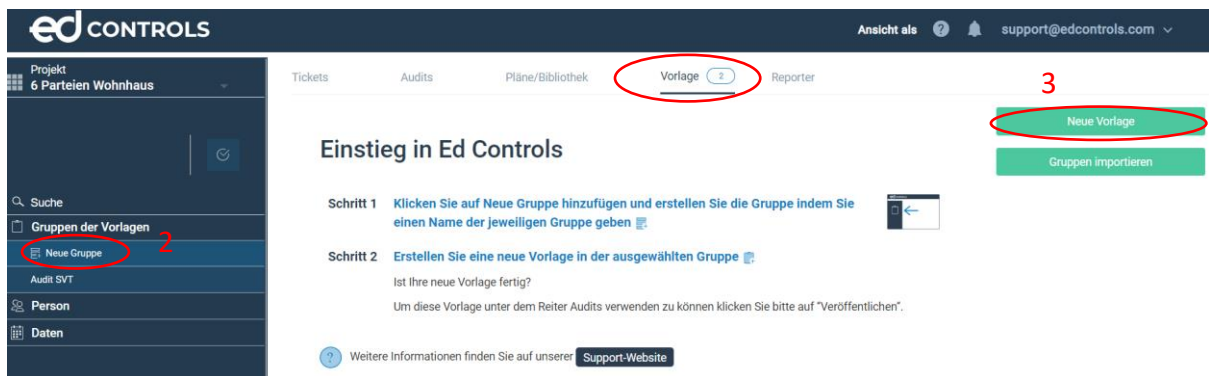 ed CONTROLS
Ansicht als
?
support@edcontrols.com
Projekt
6 Parteien Wohnhaus
Tickets
Audits
Pläne/Bibliothek
Vorlage 2
Reporter
3
Neue Vorlage
Gruppen importieren
Einstieg in Ed Controls
Suche
Gruppen der Vorlagen
Neue Gruppe
2
Audit SVT
Person
Daten
Schritt 1 Klicken Sie auf Neue Gruppe hinzufügen und erstellen Sie die Gruppe indem Sie
einen Name der jeweiligen Gruppe geben
Schritt 2 Erstellen Sie eine neue Vorlage in der ausgewählten Gruppe
Ist Ihre neue Vorlage fertig?
Um diese Vorlage unter dem Reiter Audits verwenden zu können klicken Sie bitte auf "Veröffentlichen".
? Weitere Informationen finden Sie auf unserer Support-Website